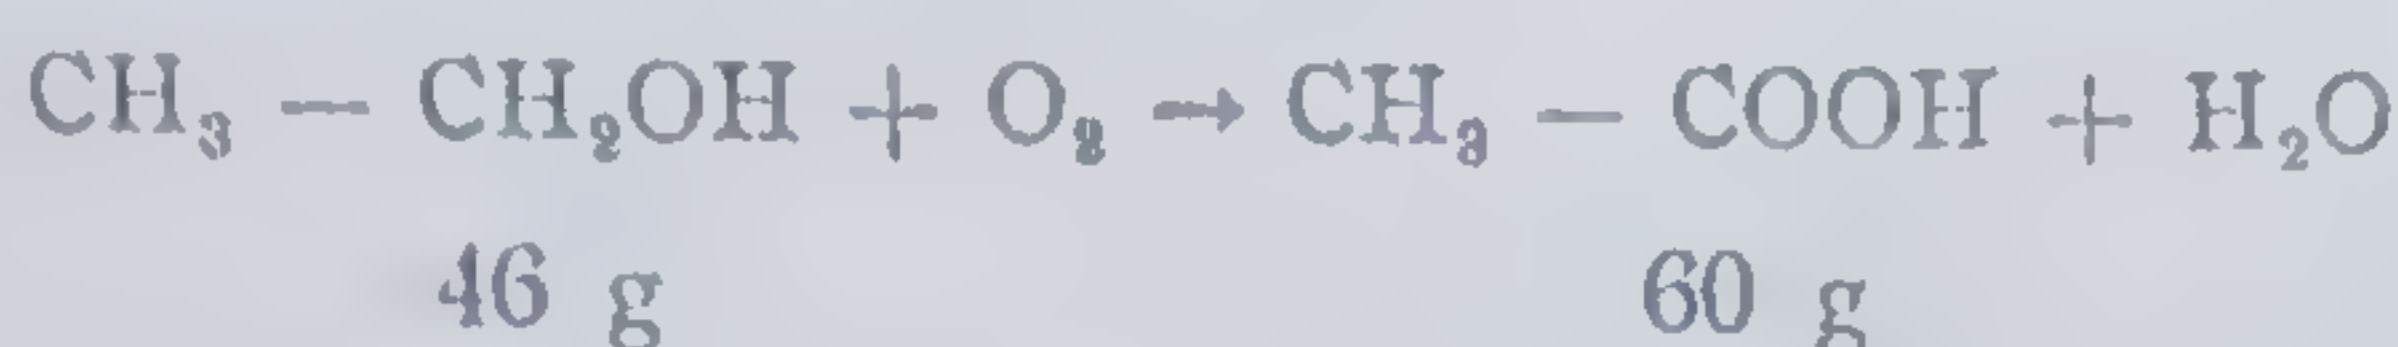 CH₃ — CH₂OH + O₂ → CH₃ — COOH + H₂O
46 g 60 g